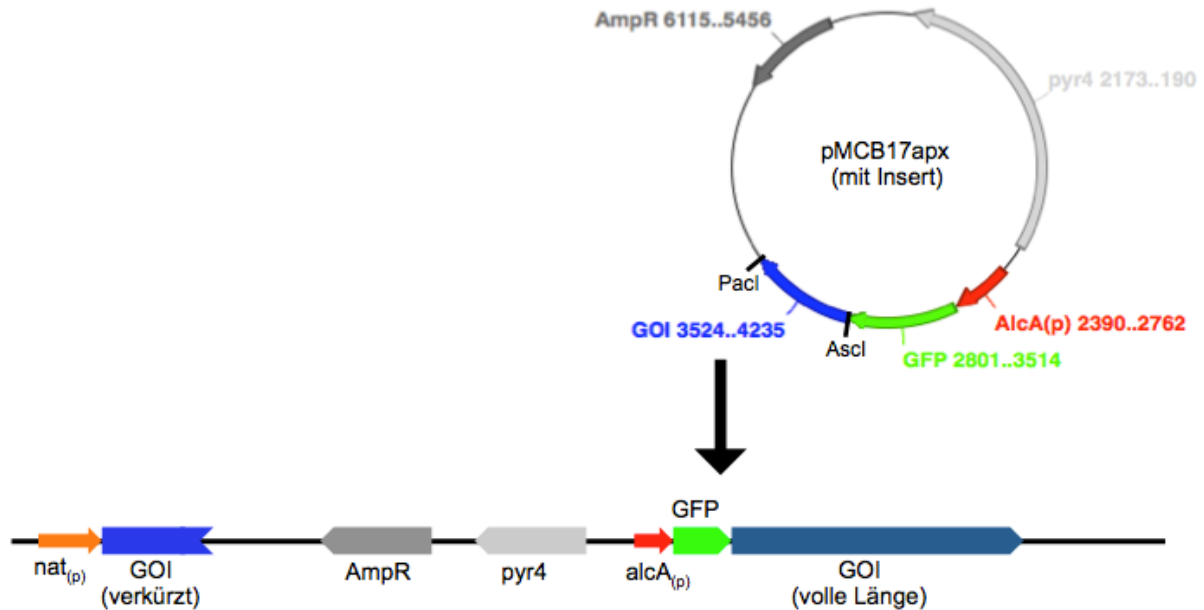 AmpR 6115..5456
pyr4 2173..190
pMCB17apx
(mit Insert)
PacI
GOI 3524..4235
AscI
AlcA(p) 2390..2762
GFP 2801..3514
GFP
nat(p)
GOI
(verkürzt)
AmpR
pyr4
alcA(p)
GOI
(volle Länge)